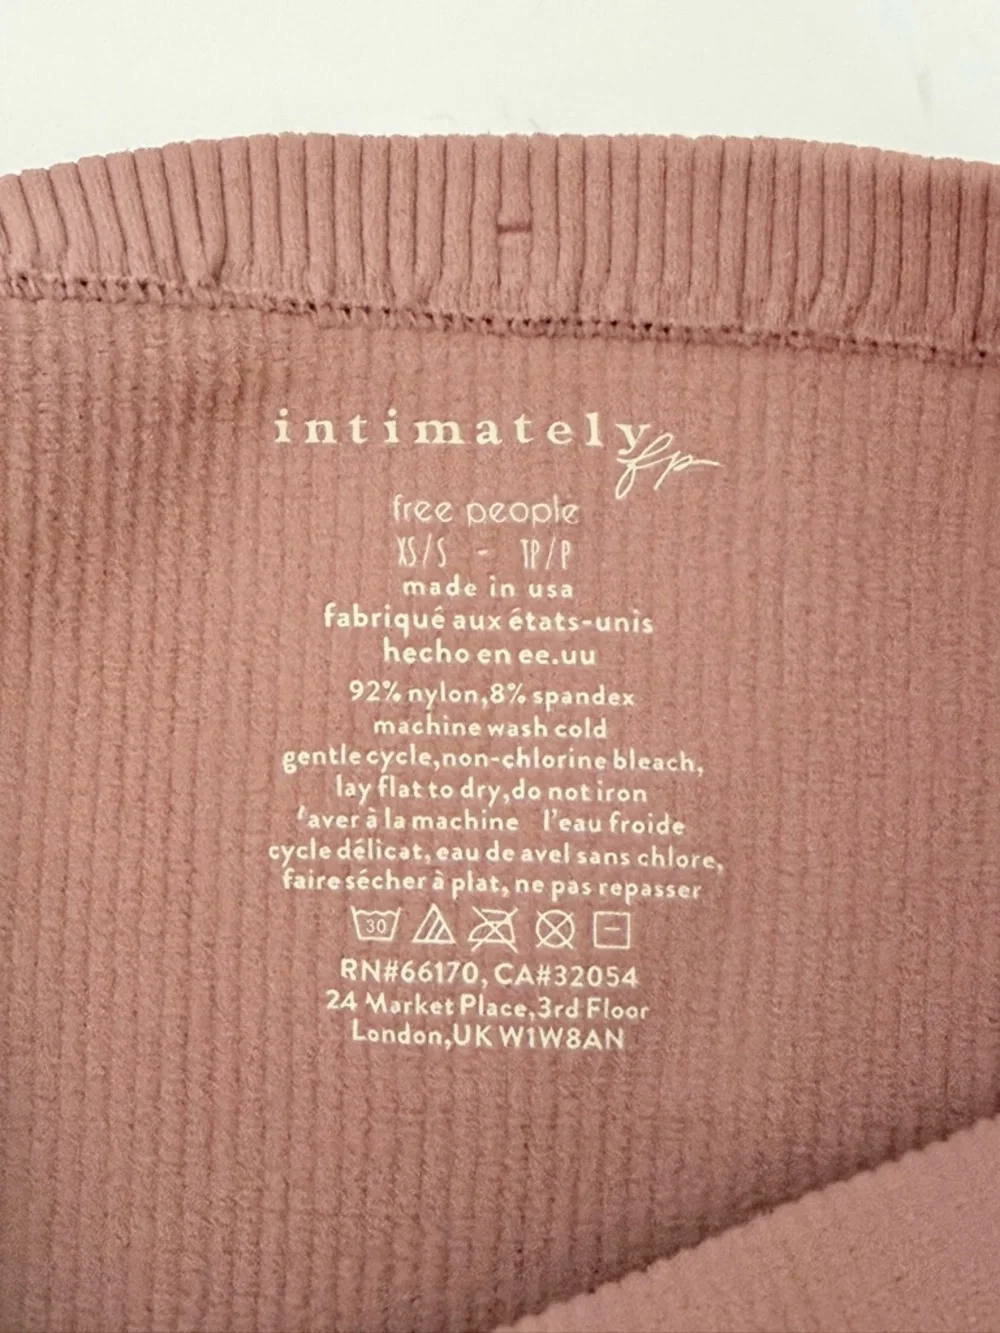 intimately fp
free people
XS/S - TP/P
made in usa
fabriqué aux états-unis
hecho en ee.uu
92% nylon,8% spandex
machine wash cold
gentle cycle,non-chlorine bleach,
lay flat to dry,do not iron
'aver à la machine l'eau froide
cycle délicat, eau de avel sans chlore,
faire sécher à plat, ne pas repasser
30
RN#66170, CA#32054
24 Market Place,3rd Floor
London,UK W1W8AN